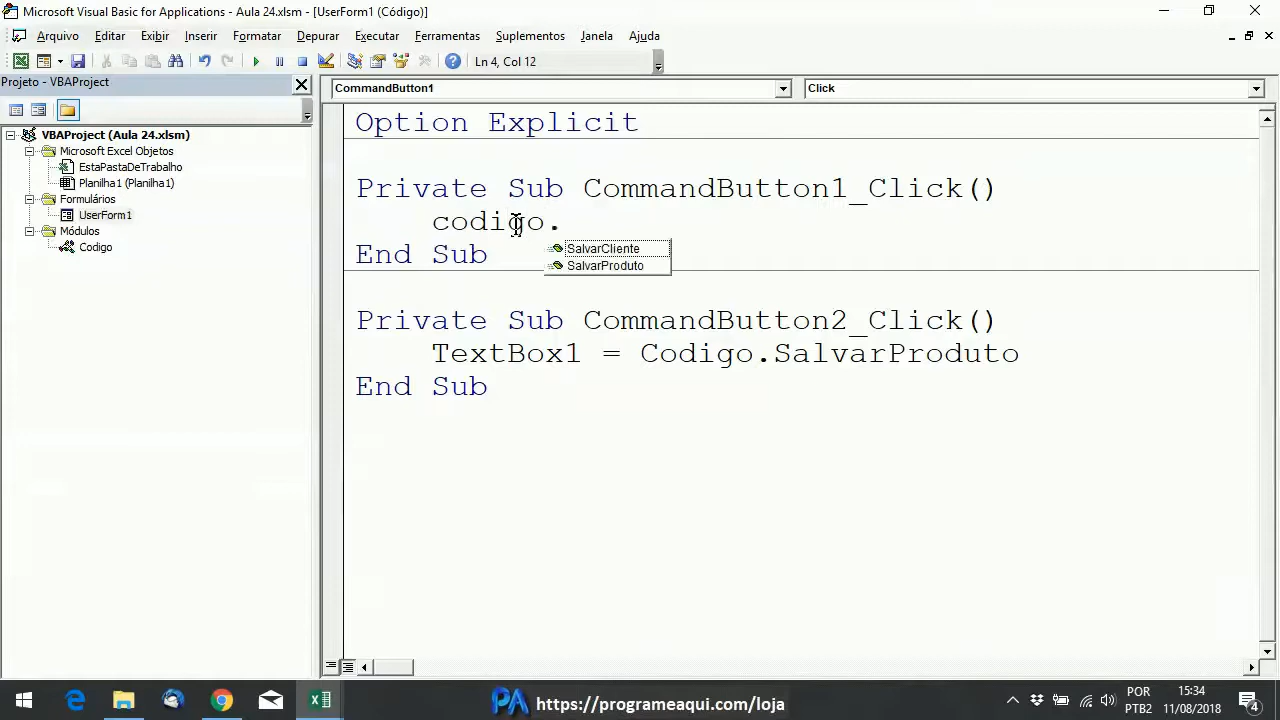 Microsoft Visual Basic for Applications - Aula 24.xlsm - [UserForm1 (Código)]
Arquivo Editar Exibir Inserir Formatar Depurar Executar Ferramentas Suplementos Janela Ajuda
Ln 4, Col 12
Projeto - VBAProject
CommandButton1 Click
VBAProject (Aula 24.xlsm)
Microsoft Excel Objetos
EstaPastaDeTrabalho
Planilha1 (Planilha1)
Formulários
UserForm1
Módulos
Codigo
Option Explicit
Private Sub CommandButton1_Click()
codigo.
SalvarCliente
SalvarProduto
End Sub
Private Sub CommandButton2_Click()
TextBox1 = Codigo.SalvarProduto
End Sub
PA https://programeaqui.com/loja
POR 15:34
PTB2 11/08/2018
4